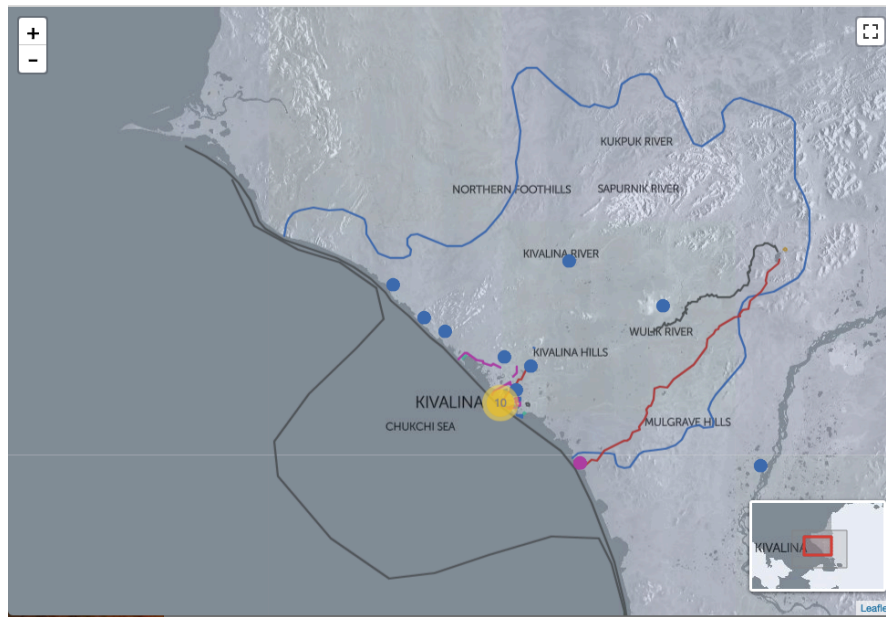 +
-
KUKPUK RIVER
NORTHERN FOOTHILLS
SAPURNIK RIVER
KIVALINA RIVER
WULIK RIVER
KIVALINA HILLS
KIVALINA
10
CHUKCHI SEA
MULGRAVE HILLS
KIVALINA
Leafle